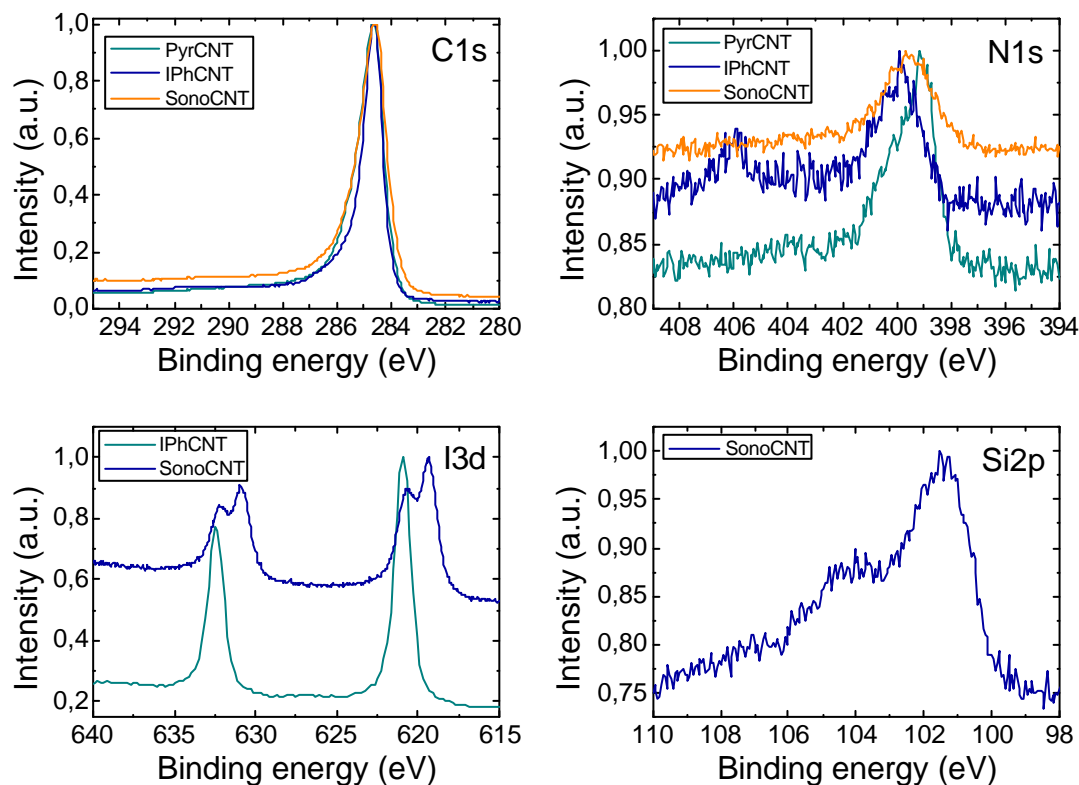 C1s
PyrCNT
IPhCNT
SonoCNT
Intensity (a.u.)
1,0
1,0
0,8
0,6
0,4
0,2
0,0
294 292 290 288 286 284 282 280
Binding energy (eV)
N1s
PyrCNT
IPhCNT
SonoCNT
Intensity (a.u.)
1,00
0,95
0,90
0,85
0,80
408 406 404 402 400 398 396 394
Binding energy (eV)
I3d
IPhCNT
SonoCNT
Intensity (a.u.)
1,0
0,8
0,6
0,4
0,2
640 635 630 625 620 615
Binding energy (eV)
Si2p
SonoCNT
Intensity (a.u.)
1,00
0,95
0,90
0,85
0,80
0,75
110 108 106 104 102 100 98
Binding energy (eV)